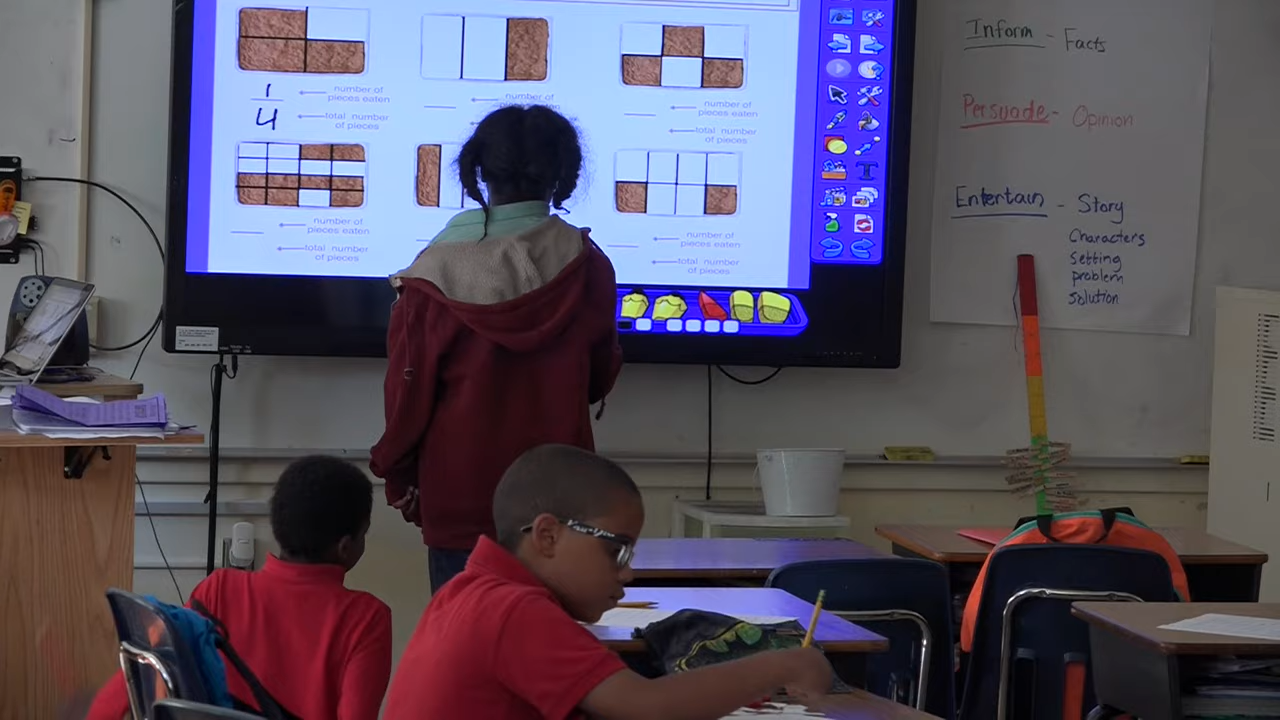 1
4
number of
pieces eaten
total number
of pieces
number of
total number
of pieces
number of
pieces eaten
total number
of pieces
number of
pieces eaten
total number
of pieces
number of
pieces eaten
total number
of pieces
Inform - Facts
Persuade - Opinion
Entertain - Story
Characters
setting
problem
solution